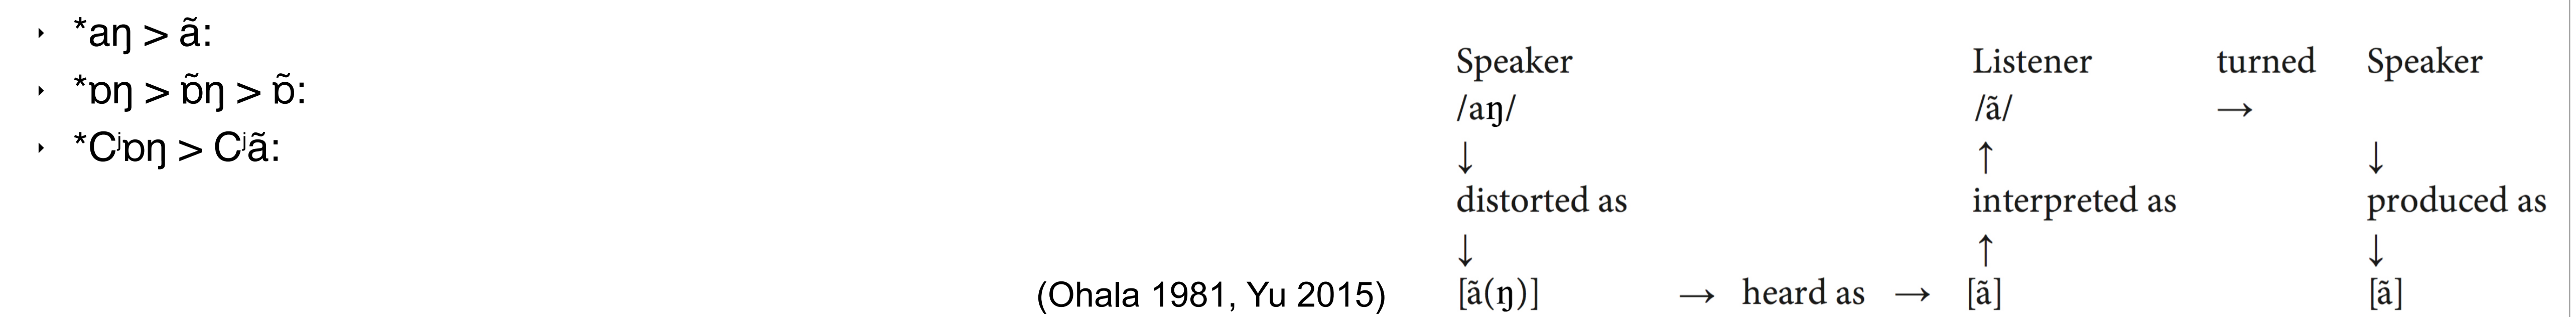 ‣ *aŋ > ã:
‣ *ɒŋ > ɒ̃ŋ > ɒ̃:
‣ *Cʲɒŋ > Cʲã:
Speaker Listener turned Speaker
/aŋ/ /ã/ →
↓ ↑ ↓
distorted as interpreted as produced as
↓ ↑ ↓
(Ohala 1981, Yu 2015) [ã(ŋ)] → heard as → [ã] [ã]